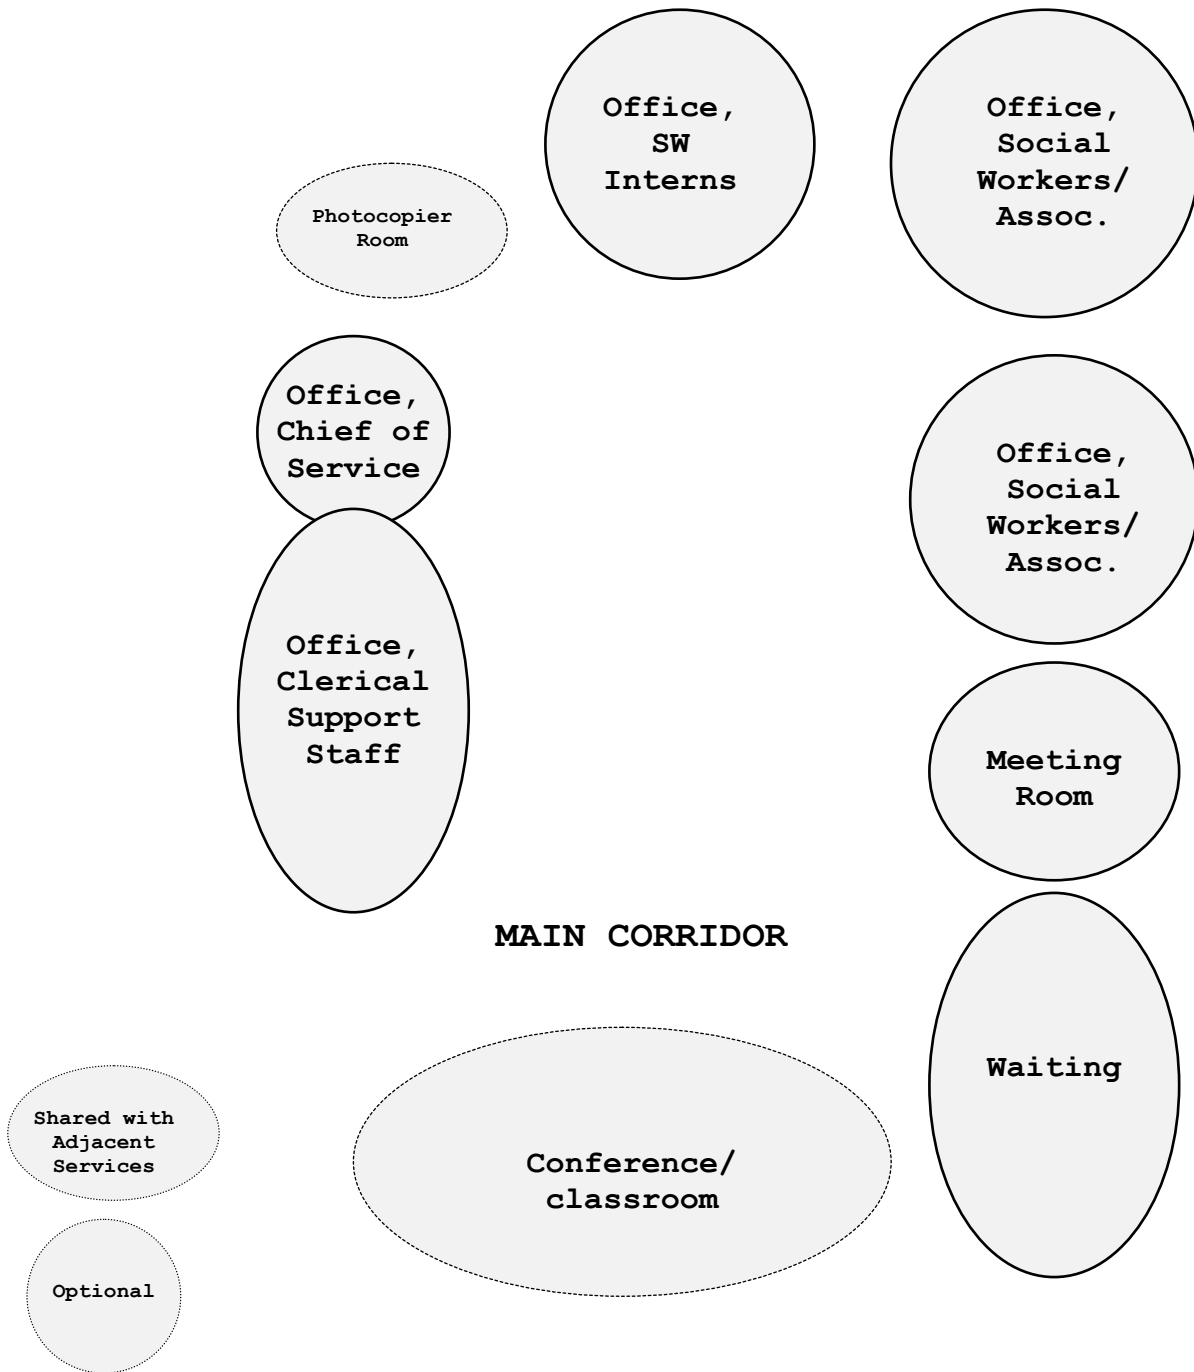 Office,
SW
Interns
Office,
Social
Workers/
Assoc.
Photocopier
Room
Office,
Chief of
Service
Office,
Social
Workers/
Assoc.
Office,
Clerical
Support
Staff
Meeting
Room
MAIN CORRIDOR
Waiting
Shared with
Adjacent
Services
Conference/
classroom
Optional